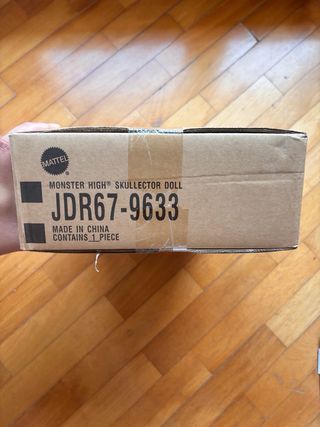 MATTEL
®
MONSTER HIGH® SKULLECTOR DOLL
JDR67-9633
MADE IN CHINA
CONTAINS 1 PIECE